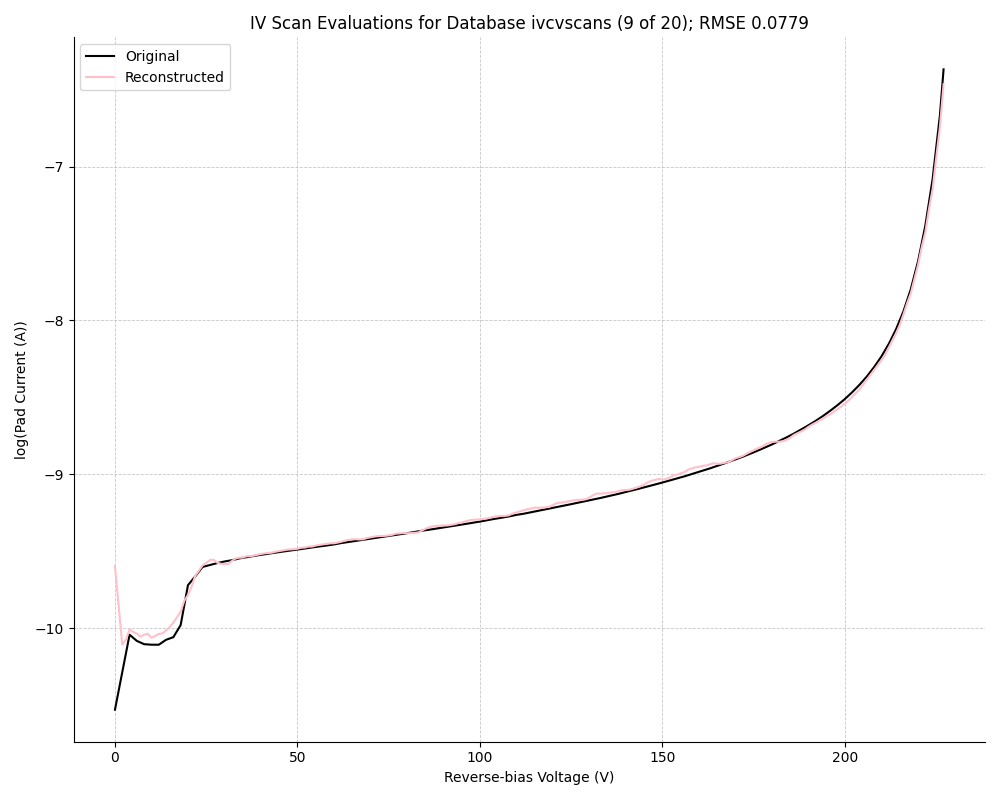 IV Scan Evaluations for Database ivcvscans (9 of 20); RMSE 0.0779
Original
Reconstructed
−7
−8
−9
−10
log(Pad Current (A))
0 50 100 150 200
Reverse-bias Voltage (V)